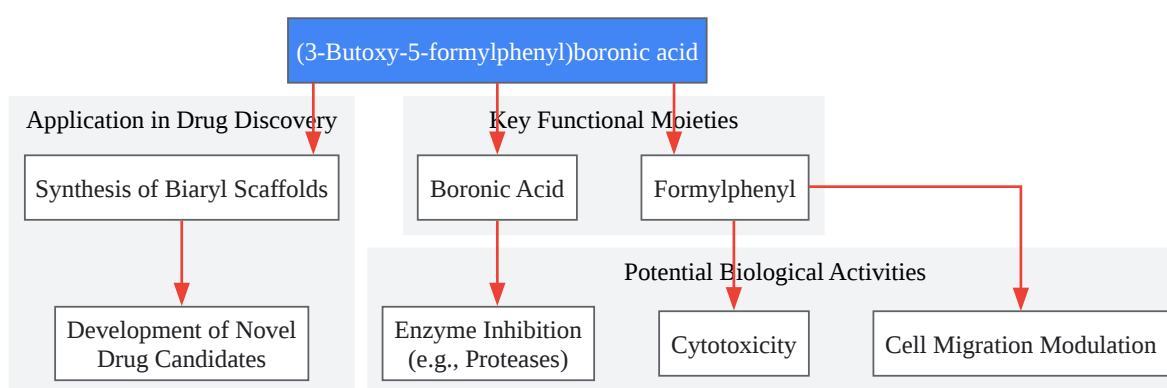 (3-Butoxy-5-formylphenyl)boronic acid
Application in Drug Discovery
Key Functional Moieties
Synthesis of Biaryl Scaffolds
Boronic Acid
Formylphenyl
Potential Biological Activities
Development of Novel
Drug Candidates
Enzyme Inhibition
(e.g., Proteases)
Cytotoxicity
Cell Migration Modulation